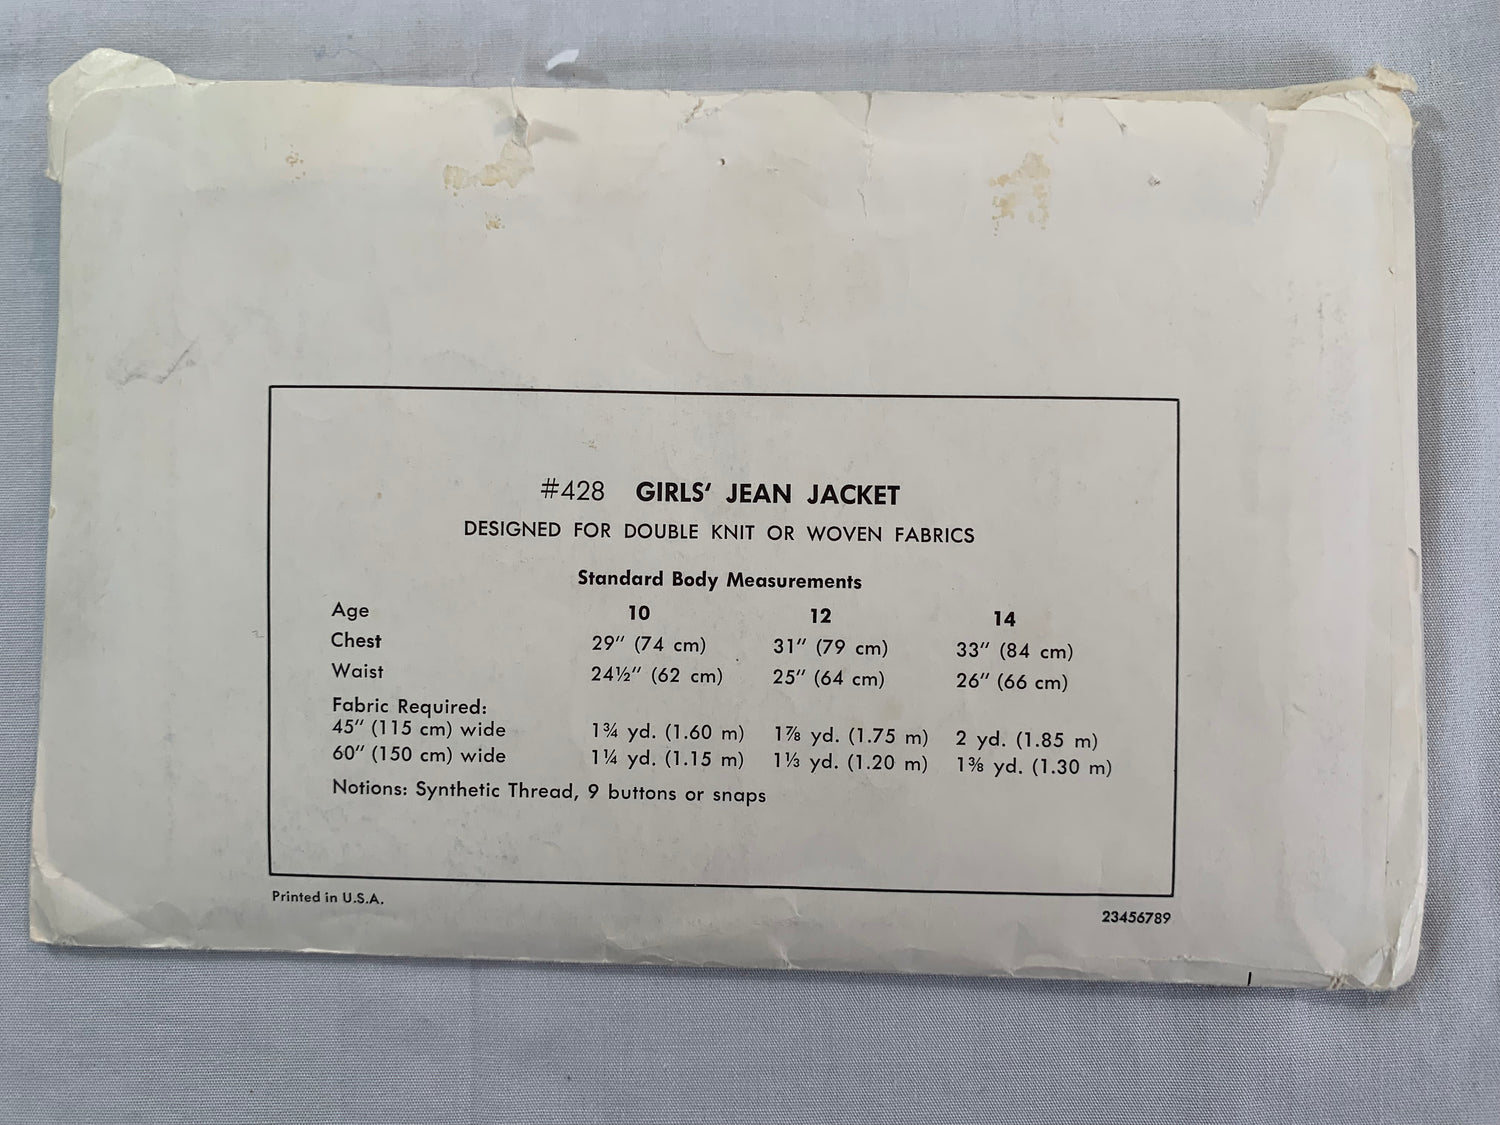 #428 GIRLS' JEAN JACKET
DESIGNED FOR DOUBLE KNIT OR WOVEN FABRICS
Standard Body Measurements
Age 10 12 14
Chest 29" (74 cm) 31" (79 cm) 33" (84 cm)
Waist 24½" (62 cm) 25" (64 cm) 26" (66 cm)
Fabric Required:
45" (115 cm) wide 1¾ yd. (1.60 m) 1⅞ yd. (1.75 m) 2 yd. (1.85 m)
60" (150 cm) wide 1¼ yd. (1.15 m) 1⅓ yd. (1.20 m) 1⅜ yd. (1.30 m)
Notions: Synthetic Thread, 9 buttons or snaps
Printed in U.S.A.
23456789